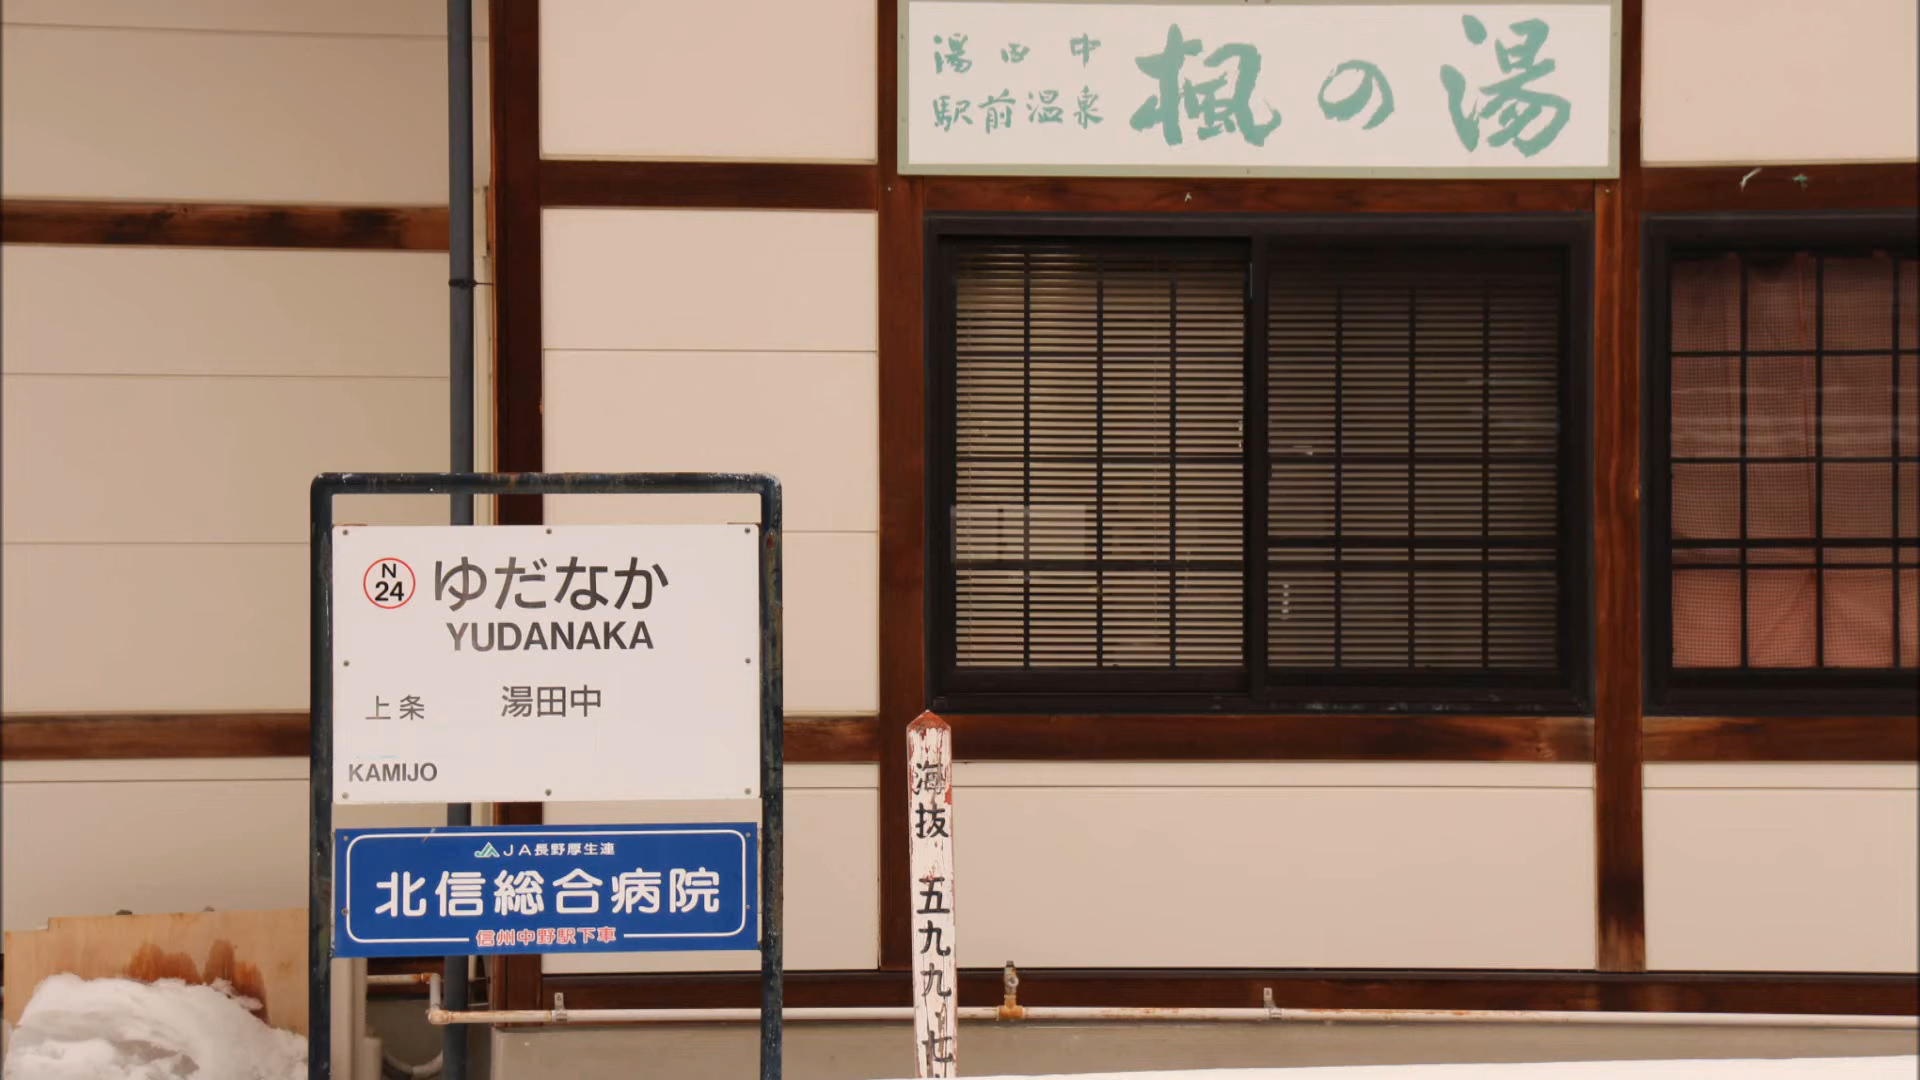 湯田中
駅前温泉
楓の湯
N
24
ゆだなか
YUDANAKA
上条
湯田中
KAMIJO
JA長野厚生連
北信総合病院
信州中野駅下車
海抜 五九九・七